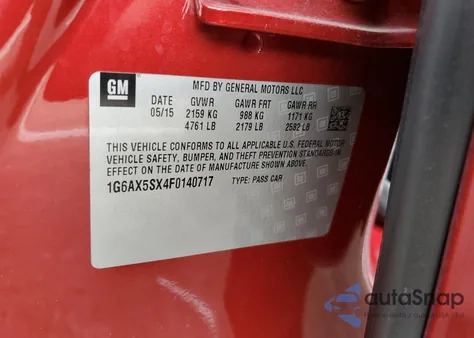 GM
MFD BY GENERAL MOTORS LLC
DATE GVWR GAWR FRT GAWR RR
05/15 2159 KG 988 KG 1171 KG
4761 LB 2179 LB 2582 LB
THIS VEHICLE CONFORMS TO ALL APPLICABLE U.S. FEDERAL MOTOR
VEHICLE SAFETY, BUMPER, AND THEFT PREVENTION STANDARDS IN
EFFECT ON THE DATE OF MANUFACTURE SHOWN ABOVE.
1G6AX5SX4F0140717 TYPE: PASS CAR
autoSnap